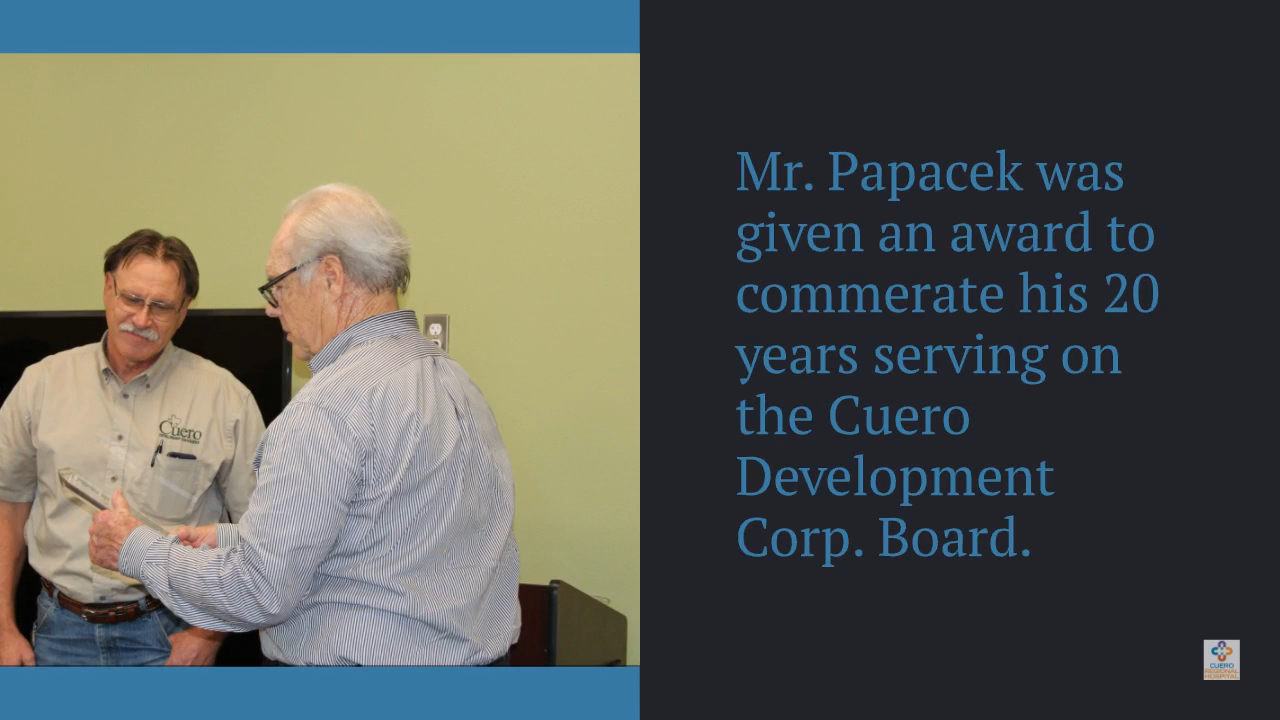 Cuero
Mr. Papacek was
given an award to
commerate his 20
years serving on
the Cuero
Development
Corp. Board.
CUERO
REGIONAL
HOSPITAL